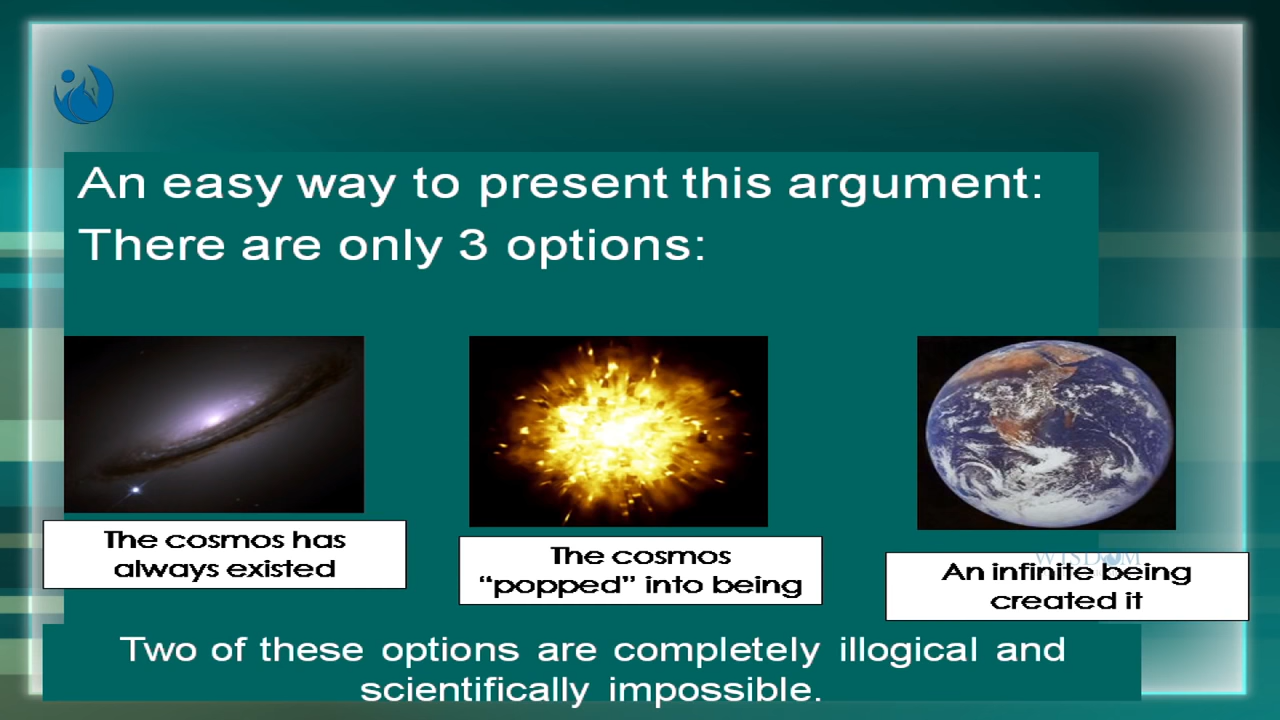 An easy way to present this argument:
There are only 3 options:
The cosmos has
always existed
The cosmos
“popped” into being
WISDOM
An infinite being
created it
Two of these options are completely illogical and
scientifically impossible.